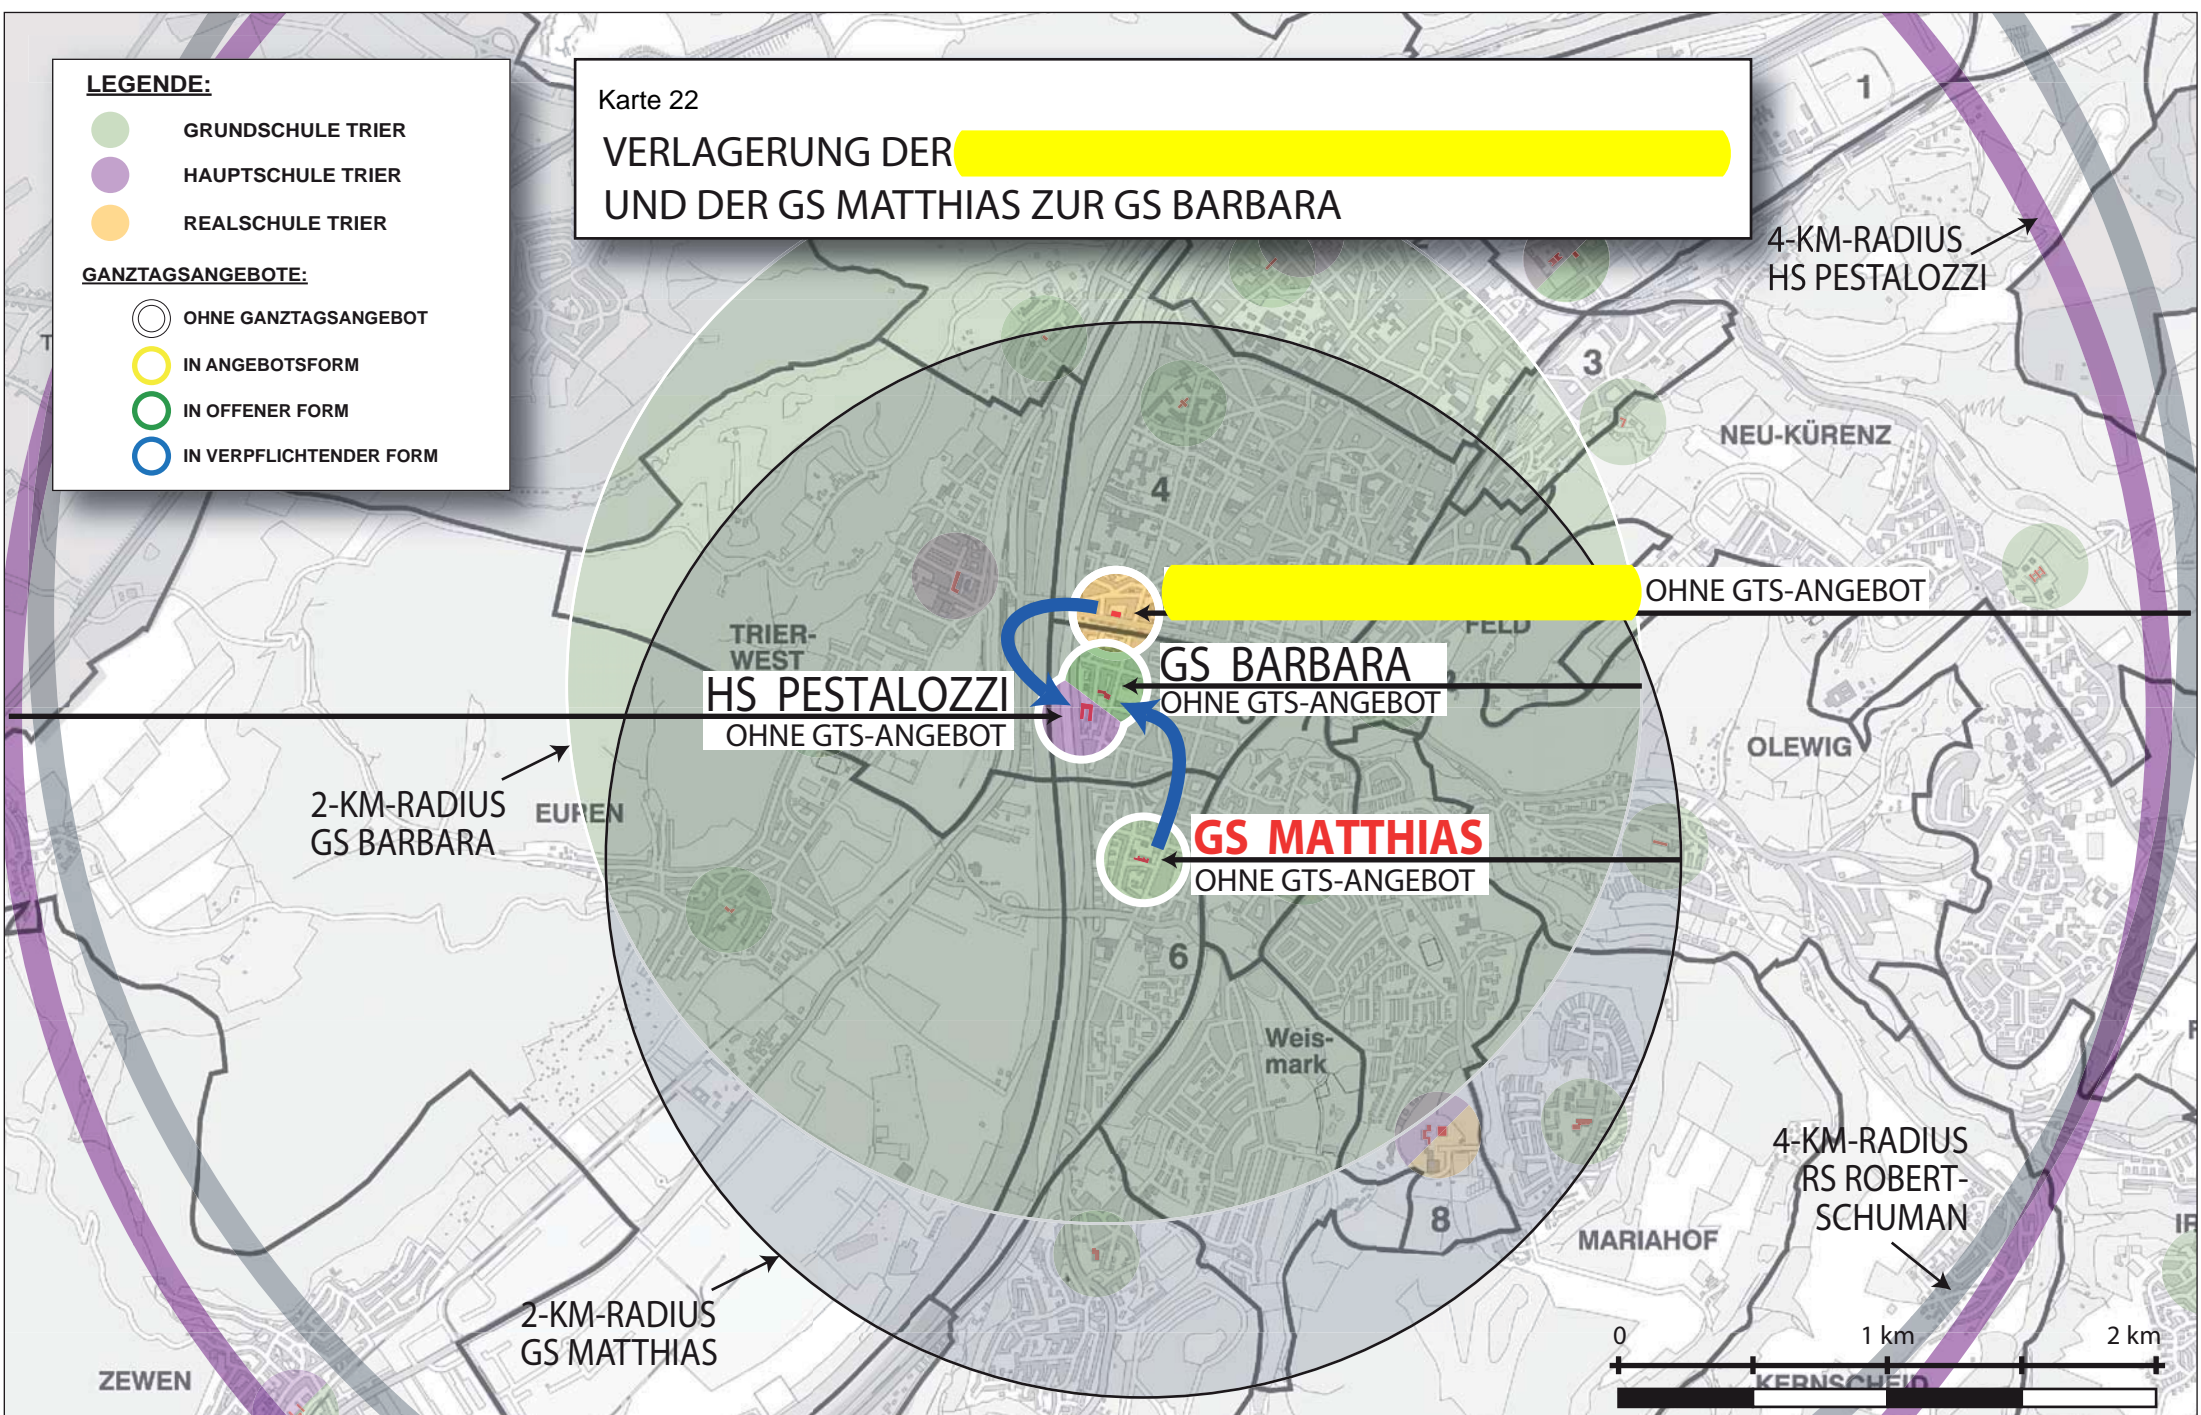 LEGENDE:
GRUNDSCHULE TRIER
HAUPTSCHULE TRIER
REALSCHULE TRIER
GANZTAGSANGEBOTE:
OHNE GANZTAGSANGEBOT
IN ANGEBOTSFORM
IN OFFENER FORM
IN VERPFLICHTENDER FORM
Karte 22
VERLAGERUNG DER
UND DER GS MATTHIAS ZUR GS BARBARA
1
4-KM-RADIUS
HS PESTALOZZI
3
NEU-KÜRENZ
4
OHNE GTS-ANGEBOT
FELD
TRIER-
WEST
GS BARBARA
OHNE GTS-ANGEBOT
HS PESTALOZZI
OHNE GTS-ANGEBOT
OLEWIG
2-KM-RADIUS
GS BARBARA
EUREN
GS MATTHIAS
OHNE GTS-ANGEBOT
6
Weis-
mark
4-KM-RADIUS
RS ROBERT-
SCHUMAN
8
MARIAHOF
2-KM-RADIUS
GS MATTHIAS
ZEWEN
0 1 km 2 km
KERNSCHEID